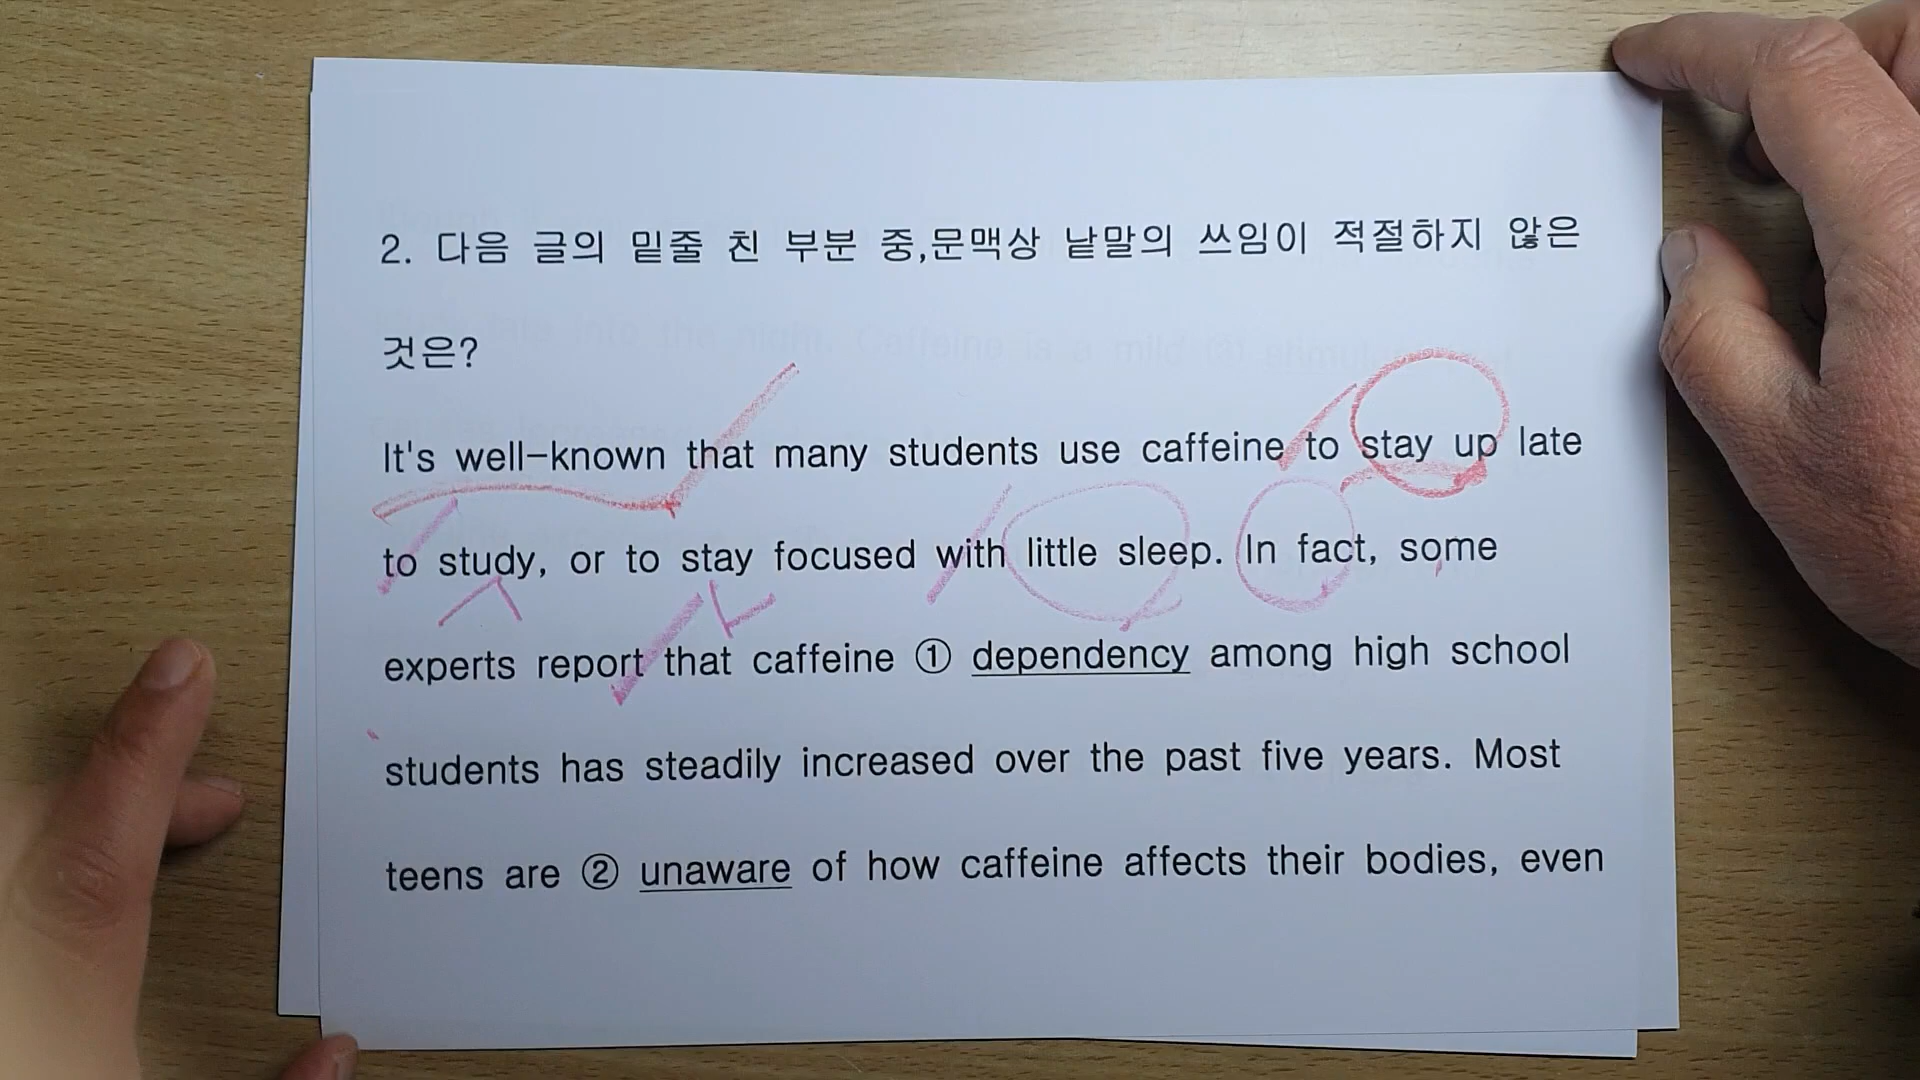 2. 다음 글의 밑줄 친 부분 중,문맥상 낱말의 쓰임이 적절하지 않은
것은?
It's well-known that many students use caffeine to stay up late
to study, or to stay focused with little sleep. In fact, some
experts report that caffeine ① dependency among high school
students has steadily increased over the past five years. Most
teens are ② unaware of how caffeine affects their bodies, even